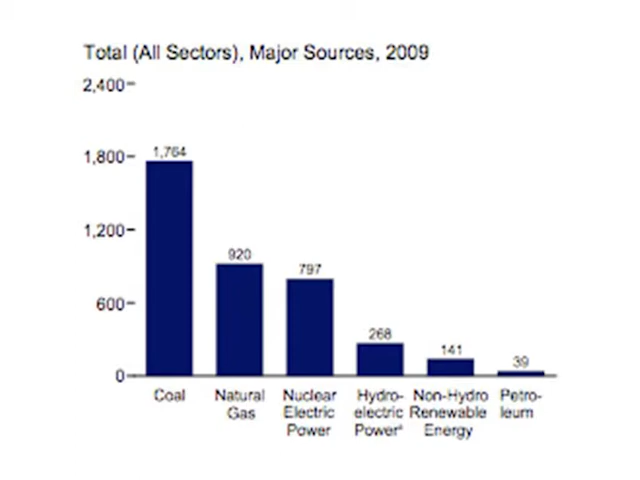 Total (All Sectors), Major Sources, 2009
2,400
1,800
1,200
600
0
1,764
920
797
268
141
39
Coal
Natural
Gas
Nuclear
Electric
Power
Hydro-
electric
Powerᵃ
Non-Hydro
Renewable
Energy
Petro-
leum